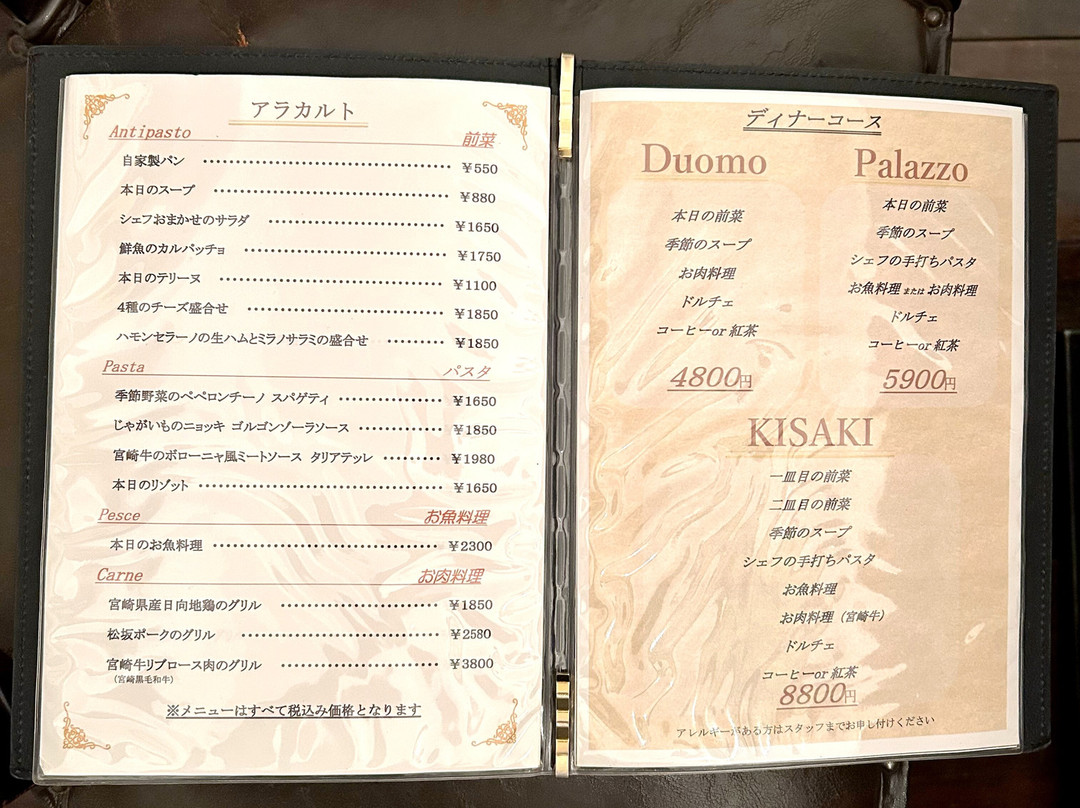 アラカルト
Antipasto 前菜
自家製パン ¥550
本日のスープ ¥880
シェフおまかせのサラダ ¥1650
鮮魚のカルパッチョ ¥1750
本日のテリーヌ ¥1100
4種のチーズ盛合せ ¥1850
ハモンセラーノの生ハムとミラノサラミの盛合せ ¥1850
Pasta パスタ
季節野菜のペペロンチーノ スパゲティ ¥1650
じゃがいものニョッキ ゴルゴンゾーラソース ¥1850
宮崎牛のボローニャ風ミートソース タリアテッレ ¥1980
本日のリゾット ¥1650
Pesce お魚料理
本日のお魚料理 ¥2300
Carne お肉料理
宮崎県産日向地鶏のグリル ¥1850
松坂ポークのグリル ¥2580
宮崎牛リブロース肉のグリル ¥3800
(宮崎黒毛和牛)
※メニューはすべて税込み価格となります
ディナーコース
Duomo
本日の前菜
季節のスープ
お肉料理
ドルチェ
コーヒーor 紅茶
4800円
Palazzo
本日の前菜
季節のスープ
シェフの手打ちパスタ
お魚料理 または お肉料理
ドルチェ
コーヒーor 紅茶
5900円
KISAKI
一皿目の前菜
二皿目の前菜
季節のスープ
シェフの手打ちパスタ
お魚料理
お肉料理（宮崎牛）
ドルチェ
コーヒーor 紅茶
8800円
アレルギーがある方はスタッフまでお申し付けください